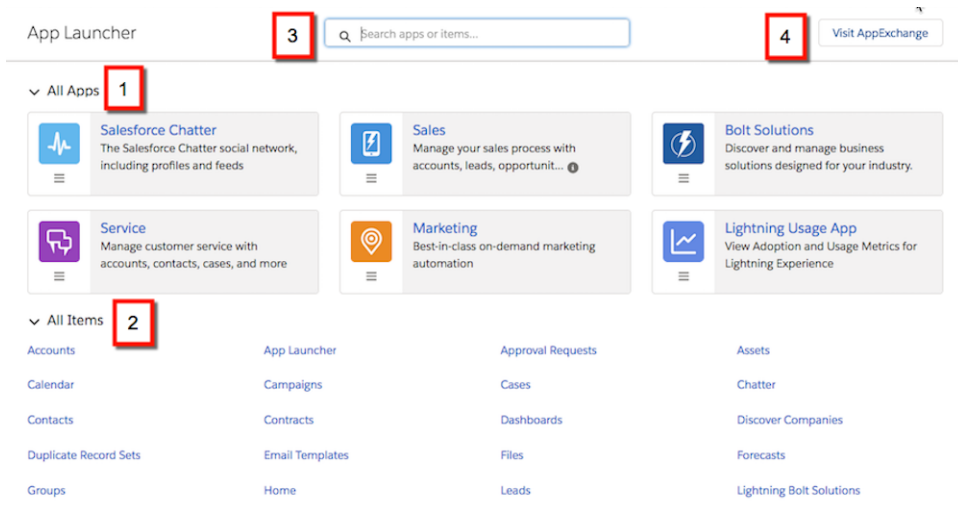 App Launcher
3
Search apps or items...
4
Visit AppExchange
All Apps
1
Salesforce Chatter
The Salesforce Chatter social network,
including profiles and feeds
Sales
Manage your sales process with
accounts, leads, opportunit...
Bolt Solutions
Discover and manage business
solutions designed for your industry.
Service
Manage customer service with
accounts, contacts, cases, and more
Marketing
Best-in-class on-demand marketing
automation
Lightning Usage App
View Adoption and Usage Metrics for
Lightning Experience
All Items
2
Accounts
App Launcher
Approval Requests
Assets
Calendar
Campaigns
Cases
Chatter
Contacts
Contracts
Dashboards
Discover Companies
Duplicate Record Sets
Email Templates
Files
Forecasts
Groups
Home
Leads
Lightning Bolt Solutions